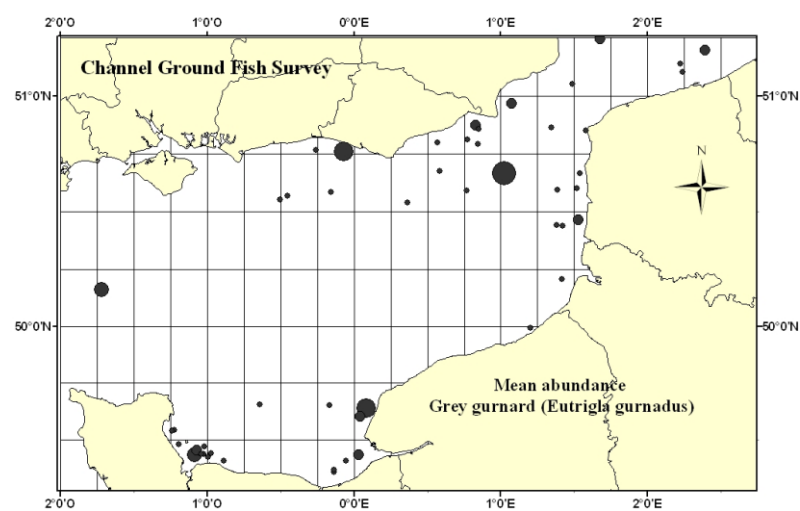 2°0'O 1°0'O 0°0'E 1°0'E 2°0'E
Channel Ground Fish Survey
51°0'N 51°0'N
N
50°0'N 50°0'N
Mean abundance
Grey gurnard (Eutrigla gurnadus)
2°0'O 1°0'O 0°0'E 1°0'E 2°0'E